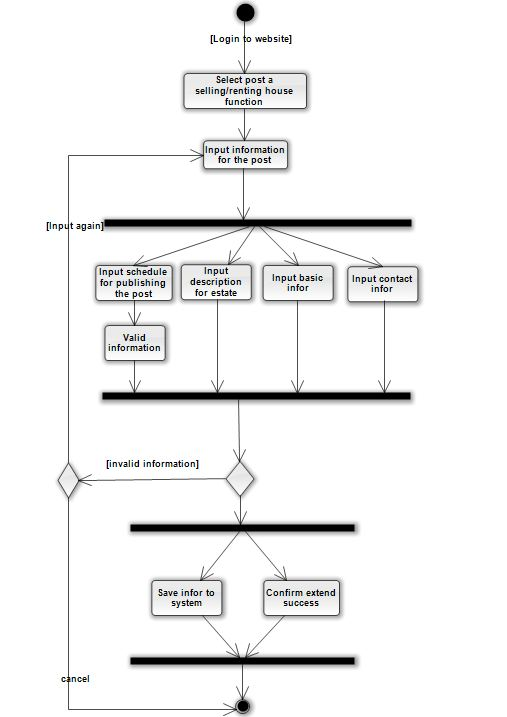 [Login to website]
Select post a
selling/renting house
function
Input information
for the post
[Input again]
Input schedule
for publishing
the post
Input
description
for estate
Input basic
infor
Input contact
infor
Valid
information
[invalid information]
Save infor to
system
Confirm extend
success
cancel